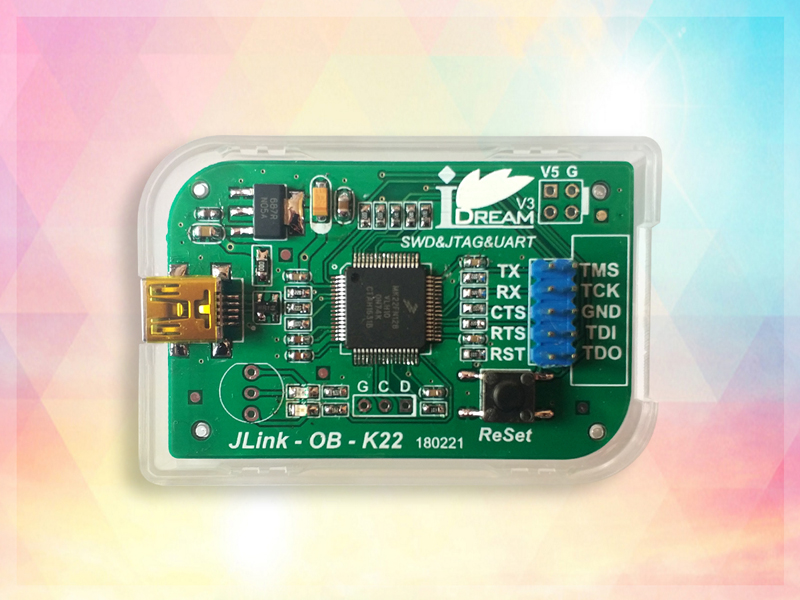 V5 G
iDREAM V3
SWD&JTAG&UART
TX TMS
RX TCK
CTS GND
RTS TDI
RST TDO
G C D
ReSet
JLink - OB - K22 180221